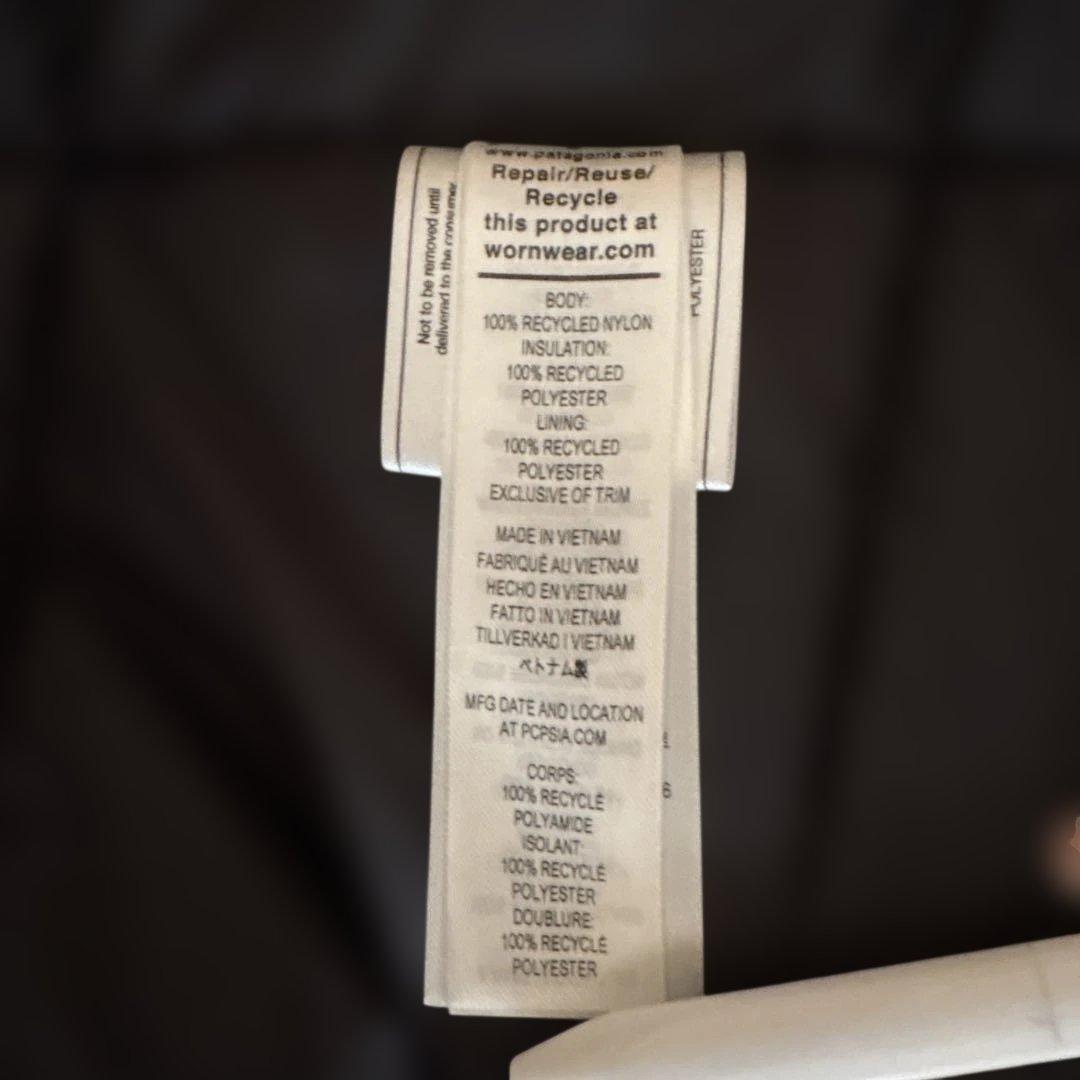 www.patagonia.com
Repair/Reuse/
Recycle
this product at
wornwear.com
BODY:
100% RECYCLED NYLON
INSULATION:
100% RECYCLED
POLYESTER
LINING:
100% RECYCLED
POLYESTER
EXCLUSIVE OF TRIM
MADE IN VIETNAM
FABRIQUÉ AU VIETNAM
HECHO EN VIETNAM
FATTO IN VIETNAM
TILLVERKAD I VIETNAM
ベトナム製
MFG DATE AND LOCATION
AT PCPSIA.COM
CORPS:
100% RECYCLÉ
POLYAMIDE
ISOLANT:
100% RECYCLÉ
POLYESTER
DOUBLURE:
100% RECYCLÉ
POLYESTER
Not to be removed until
delivered to the consumer
POLYESTER
6